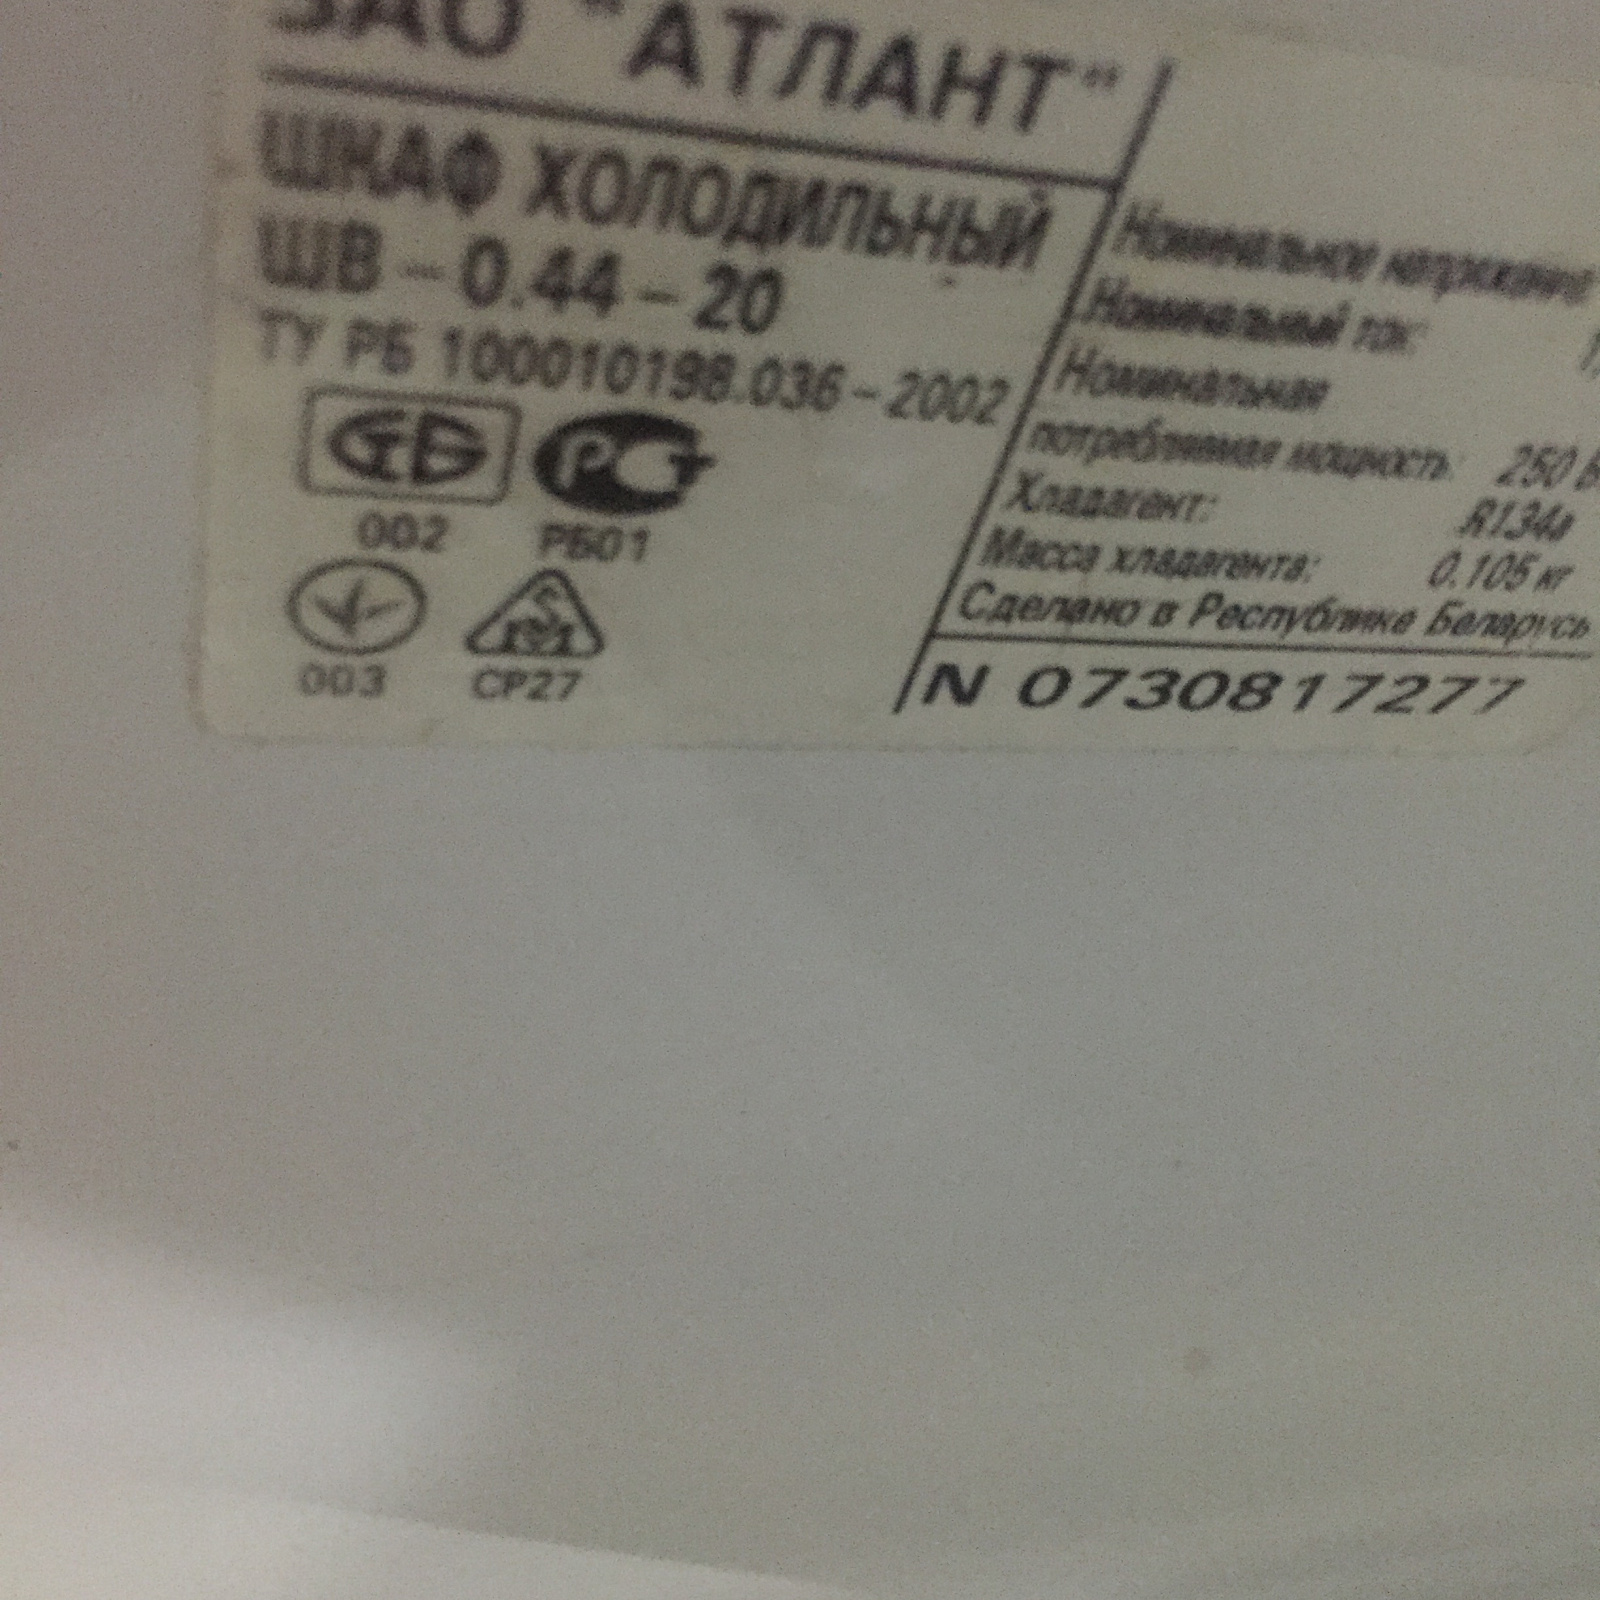 ЗАО "АТЛАНТ"
ШКАФ ХОЛОДИЛЬНЫЙ
ШВ – 0.44 – 20
ТУ РБ 100010198.036 – 2002
002 РБ01
003 СР27
Номинальное напряжение
Номинальный ток:
Номинальная
потребляемая мощность: 250 В
Хладагент: R134a
Масса хладагента: 0.105 кг
Сделано в Республике Беларусь
N 0730817277